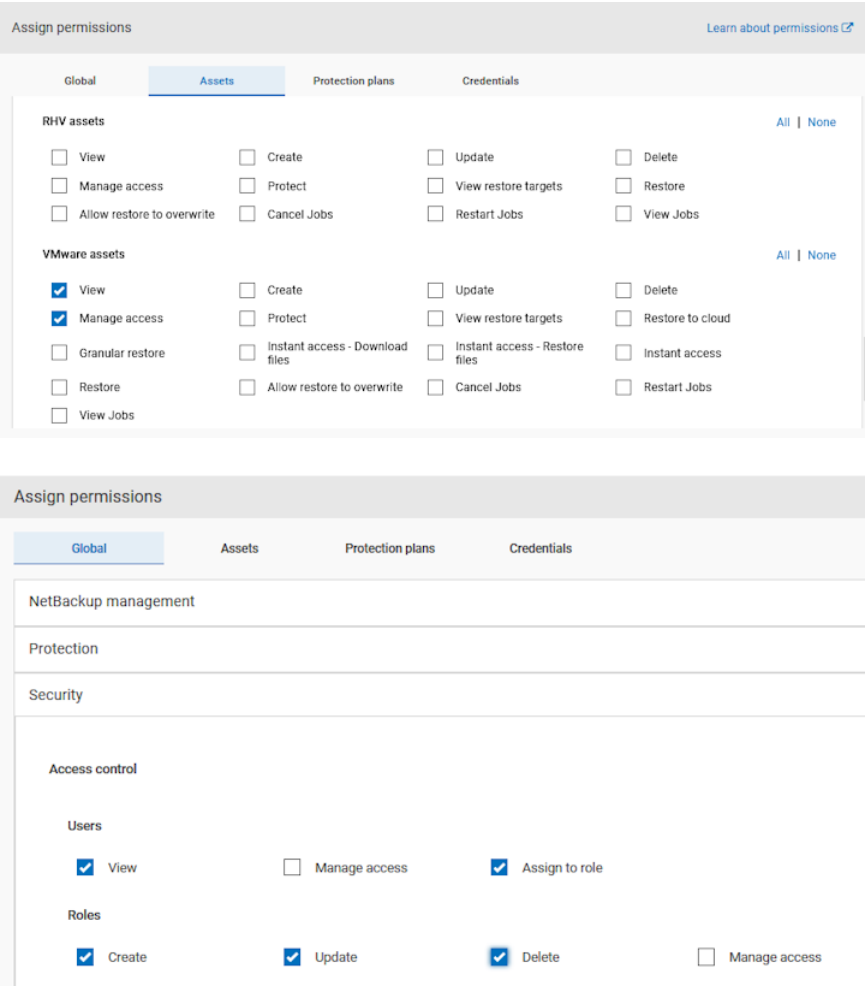 Assign permissions Learn about permissions
Global Assets Protection plans Credentials
RHV assets All | None
View Create Update Delete
Manage access Protect View restore targets Restore
Allow restore to overwrite Cancel Jobs Restart Jobs View Jobs
VMware assets All | None
View Create Update Delete
Manage access Protect View restore targets Restore to cloud
Granular restore Instant access - Download files Instant access - Restore files Instant access
Restore Allow restore to overwrite Cancel Jobs Restart Jobs
View Jobs
Assign permissions
Global Assets Protection plans Credentials
NetBackup management
Protection
Security
Access control
Users
View Manage access Assign to role
Roles
Create Update Delete Manage access